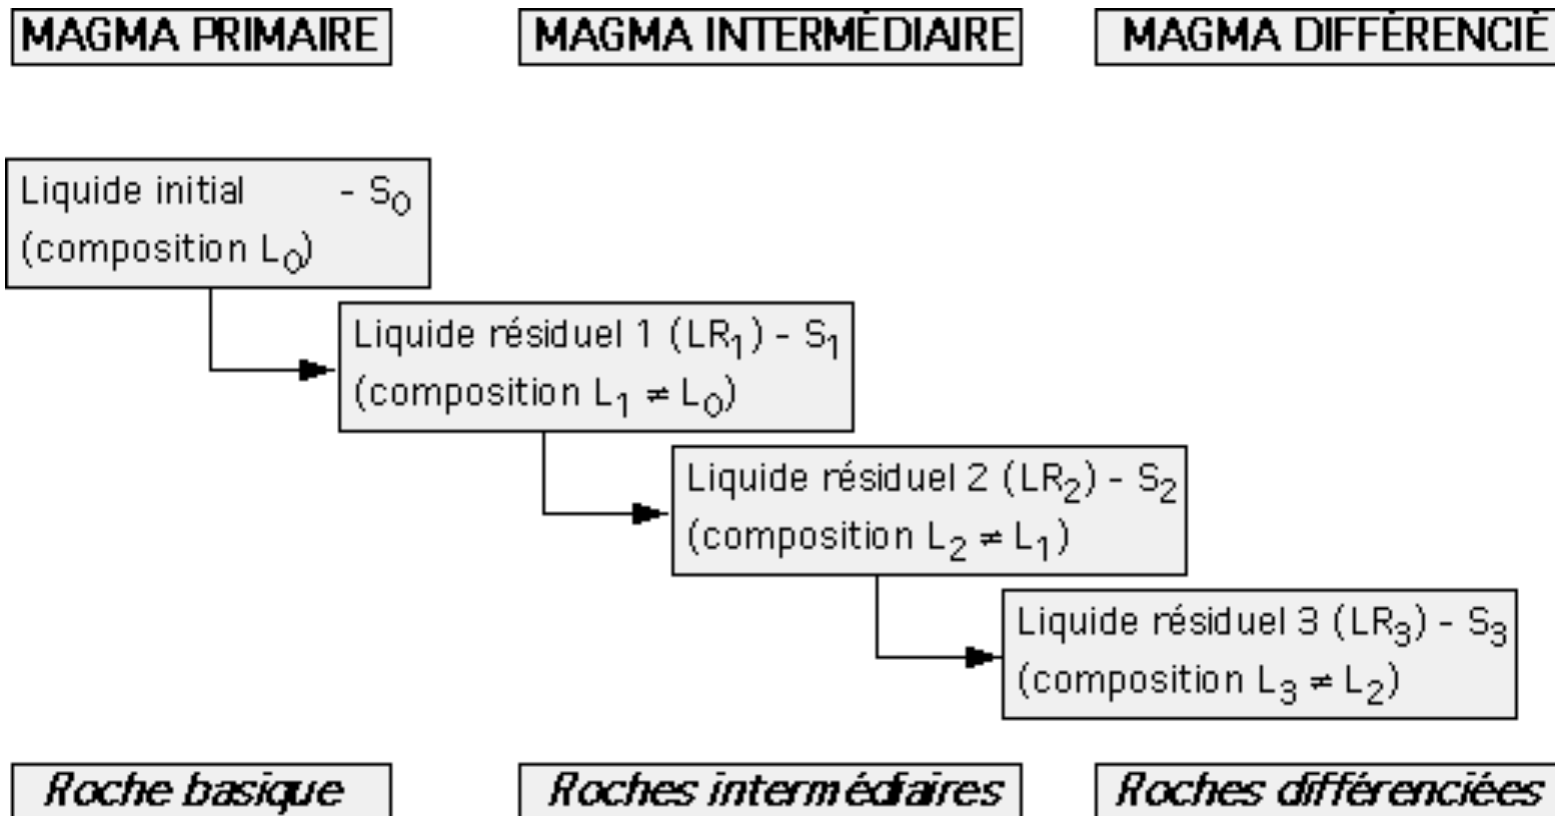 MAGMA PRIMAIRE
MAGMA INTERMÉDIAIRE
MAGMA DIFFÉRENCIÉ
Liquide initial - S₀
(composition L₀)
Liquide résiduel 1 (LR₁) - S₁
(composition L₁ ≠ L₀)
Liquide résiduel 2 (LR₂) - S₂
(composition L₂ ≠ L₁)
Liquide résiduel 3 (LR₃) - S₃
(composition L₃ ≠ L₂)
Roche basique
Roches intermédiaires
Roches différenciées